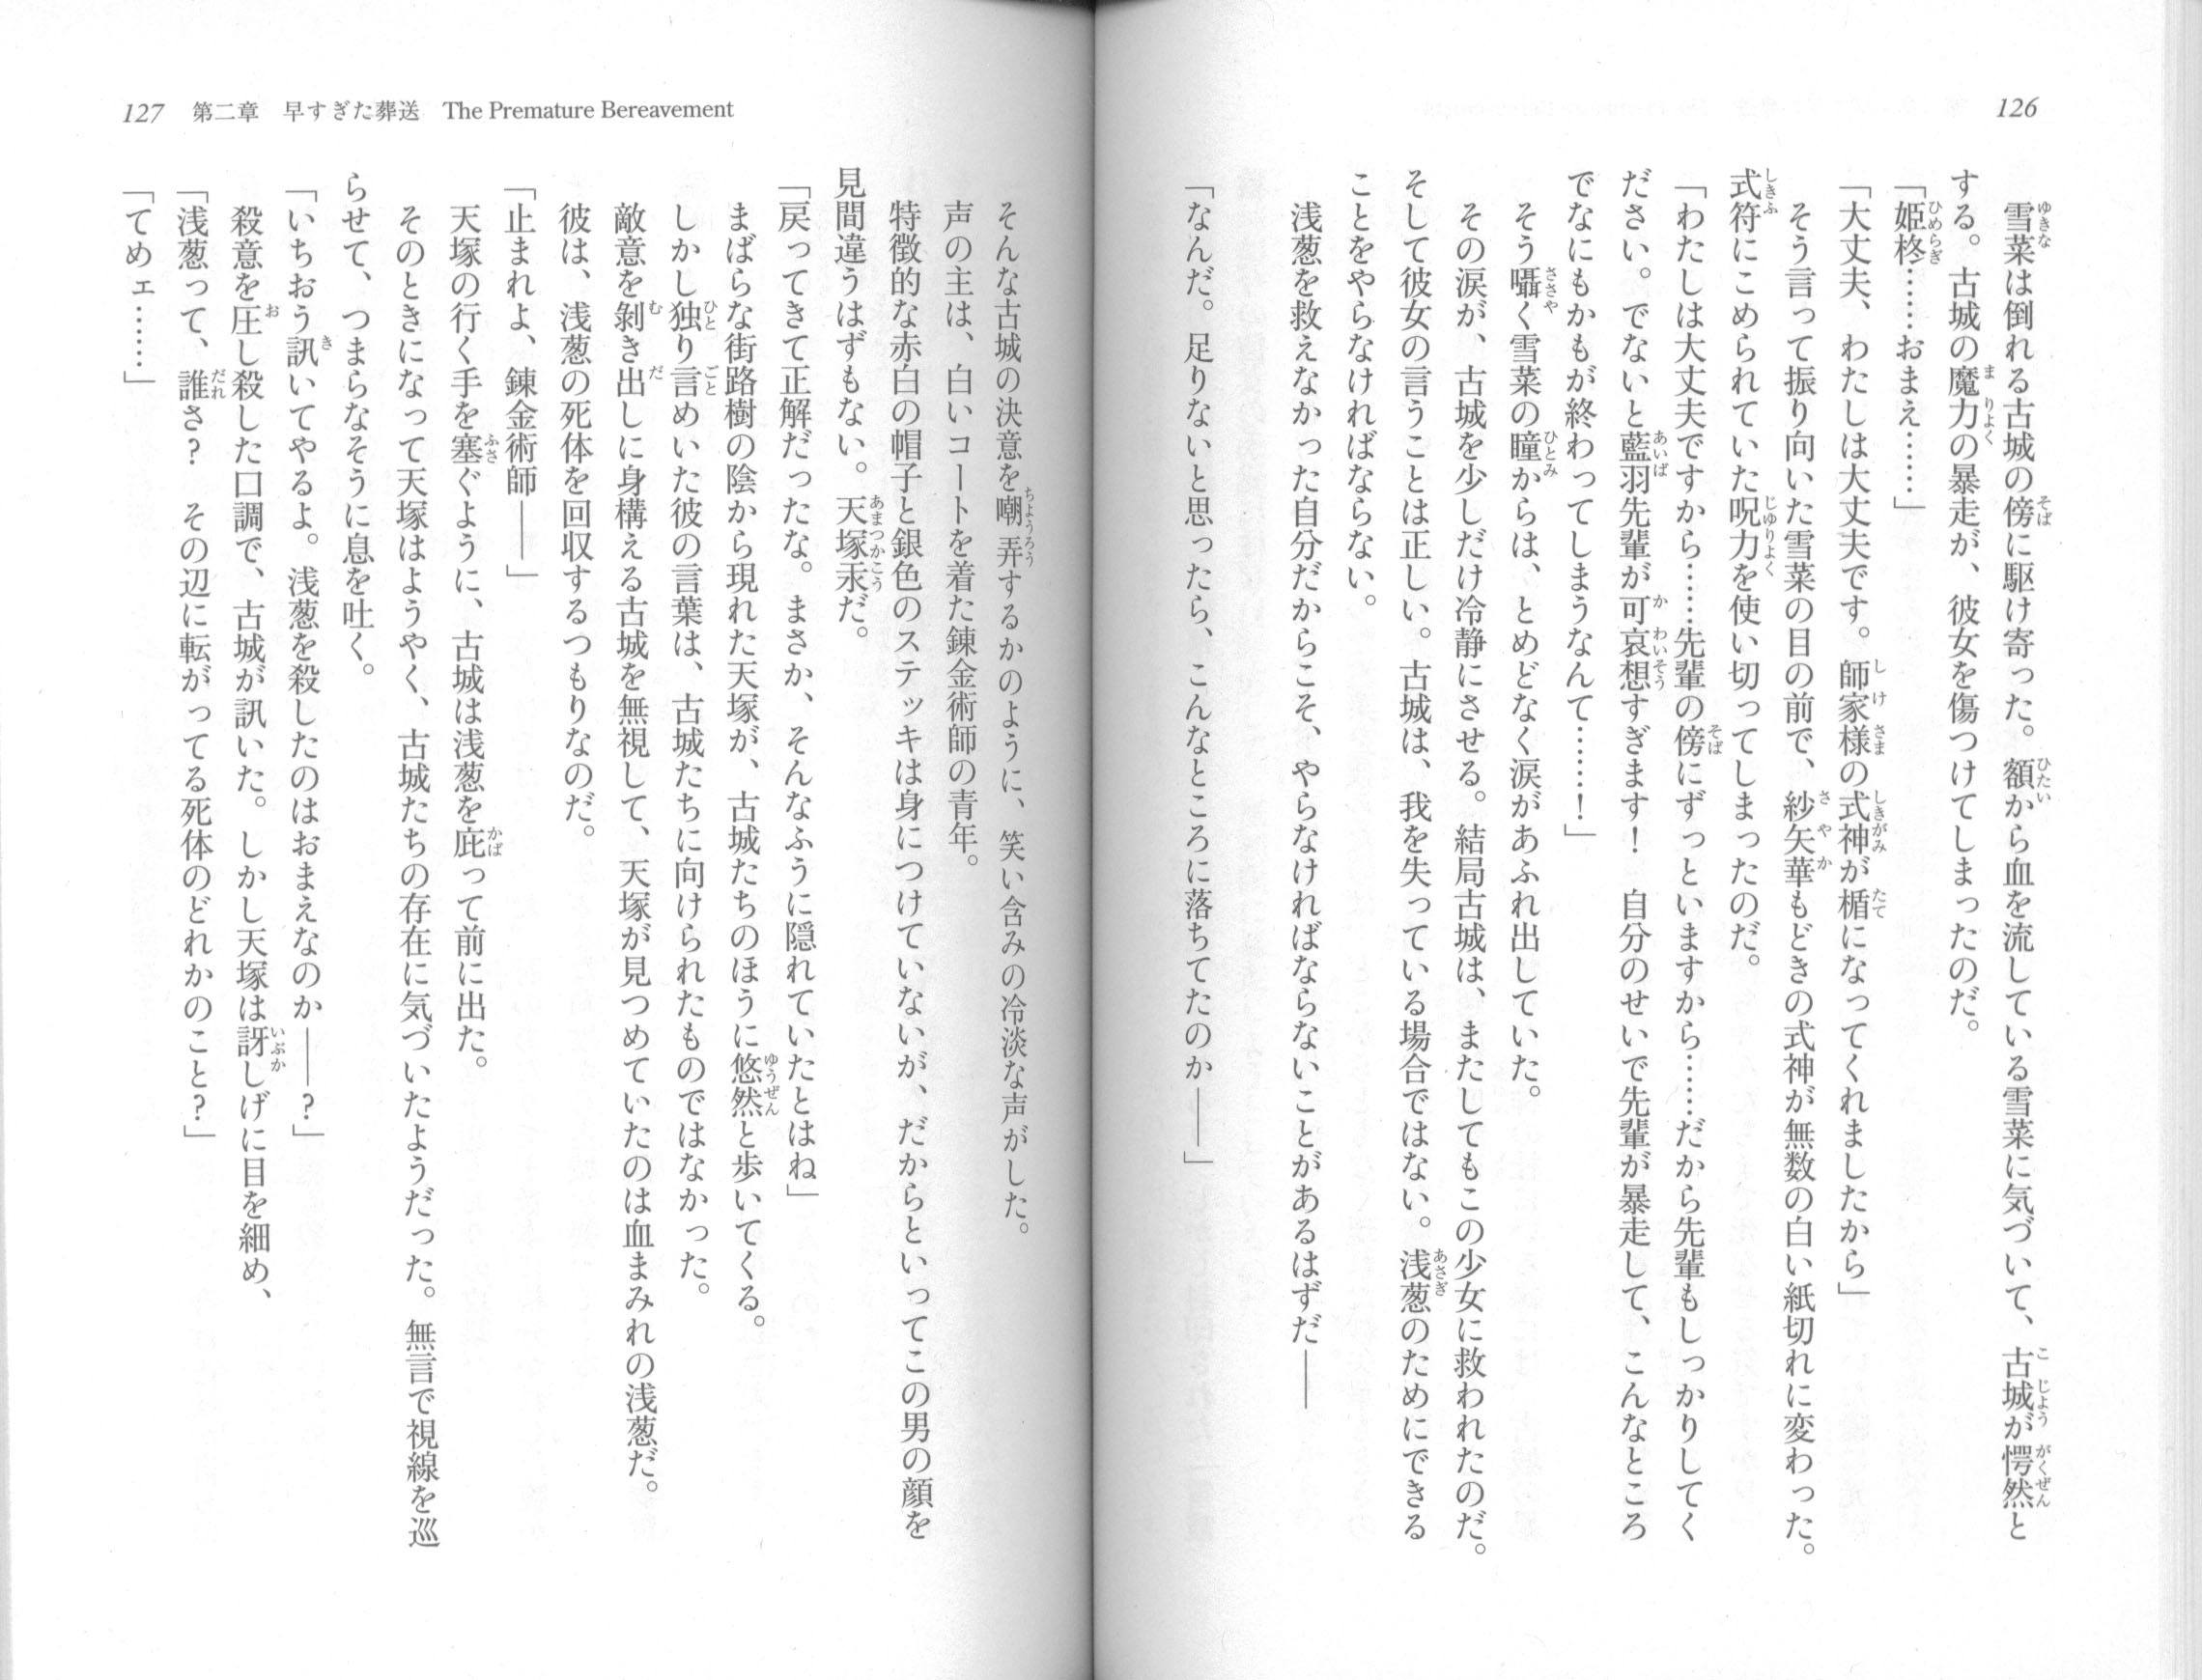 126
雪菜は倒れる古城の傍に駆け寄った。額から血を流している雪菜に気づいて、古城が愕然と
する。古城の魔力の暴走が、彼女を傷つけてしまったのだ。
「姫柊……おまえ……」
「大丈夫、わたしは大丈夫です。師家様の式神が楯になってくれましたから」
そう言って振り向いた雪菜の目の前で、紗矢華もどきの式神が無数の白い紙切れに変わった。
式符にこめられていた呪力を使い切ってしまったのだ。
「わたしは大丈夫ですから……先輩の傍にずっといますから……だから先輩もしっかりしてく
ださい。でないと藍羽先輩が可哀想すぎます！　自分のせいで先輩が暴走して、こんなところ
でなにもかもが終わってしまうなんて……！」
そう囁く雪菜の瞳からは、とめどなく涙があふれ出していた。
その涙が、古城を少しだけ冷静にさせる。結局古城は、またしてもこの少女に救われたのだ。
そして彼女の言うことは正しい。古城は、我を失っている場合ではない。浅葱のためにできる
ことをやらなければならない。
浅葱を救えなかった自分だからこそ、やらなければならないことがあるはずだ――
「なんだ。足りないと思ったら、こんなところに落ちてたのか――」
127 第二章 早すぎた葬送 The Premature Bereavement
そんな古城の決意を嘲弄するかのように、笑い含みの冷淡な声がした。
声の主は、白いコートを着た錬金術師の青年。
特徴的な赤白の帽子と銀色のステッキは身につけていないが、だからといってこの男の顔を
見間違うはずもない。天塚汞だ。
「戻ってきて正解だったな。まさか、そんなふうに隠れていたとはね」
まばらな街路樹の陰から現れた天塚が、古城たちのほうに悠然と歩いてくる。
しかし独り言めいた彼の言葉は、古城たちに向けられたものではなかった。
敵意を剝き出しに身構える古城を無視して、天塚が見つめていたのは血まみれの浅葱だ。
彼は、浅葱の死体を回収するつもりなのだ。
「止まれよ、錬金術師――」
天塚の行く手を塞ぐように、古城は浅葱を庇って前に出た。
そのときになって天塚はようやく、古城たちの存在に気づいたようだった。無言で視線を巡
らせて、つまらなそうに息を吐く。
「いちおう訊いてやるよ。浅葱を殺したのはおまえなのか――？」
殺意を圧し殺した口調で、古城が訊いた。しかし天塚は訝しげに目を細め、
「浅葱って、誰さ？　その辺に転がってる死体のどれかのこと？」
「てめェ……」